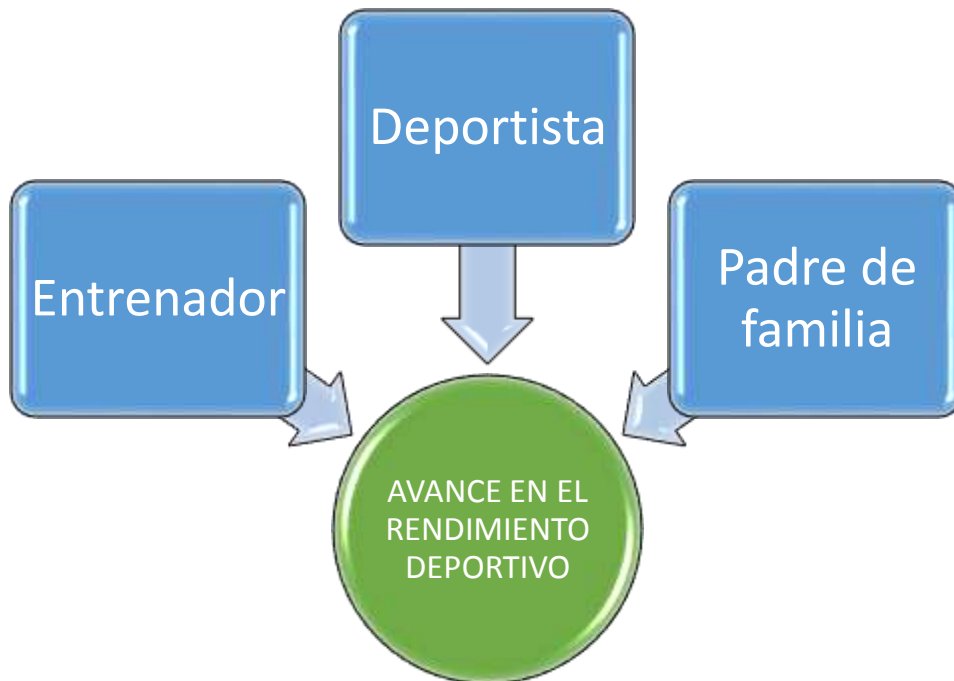 Deportista
Entrenador
Padre de
familia
AVANCE EN EL
RENDIMIENTO
DEPORTIVO